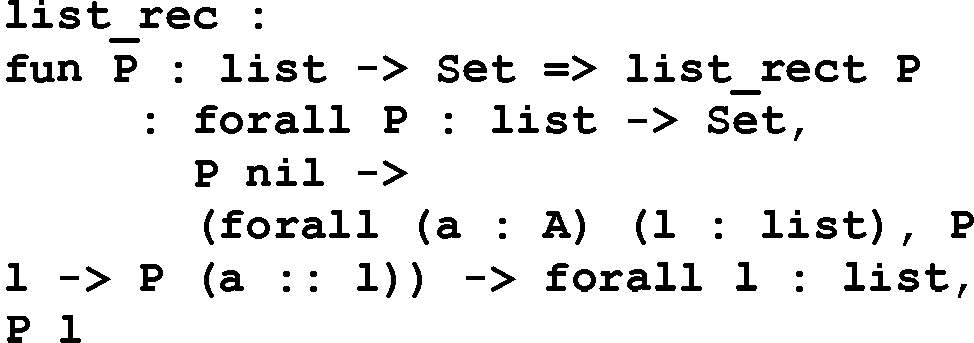 list_rec :
fun P : list -> Set => list_rect P
: forall P : list -> Set,
P nil ->
(forall (a : A) (l : list), P
l -> P (a :: l)) -> forall l : list,
P l